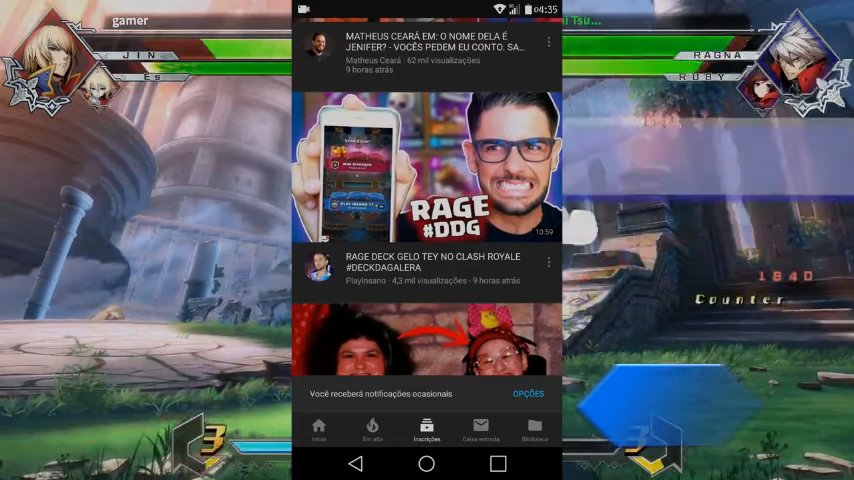 gamer
JIN
Es
04:35
MATHEUS CEARÁ EM: O NOME DELA É
JENIFER? - VOCÊS PEDEM EU CONTO. SA...
Matheus Ceará · 62 mil visualizações
9 horas atrás
RAGE
#DDG
10:59
RAGE DECK GELO TEY NO CLASH ROYALE
#DECKDAGALERA
PlayInsano · 4,3 mil visualizações · 9 horas atrás
Você receberá notificações ocasionais
OPÇÕES
Início
Em alta
Inscrições
Caixa entrada
Biblioteca
Tsu...
RAGNA
RUBY
1840
Counter
3